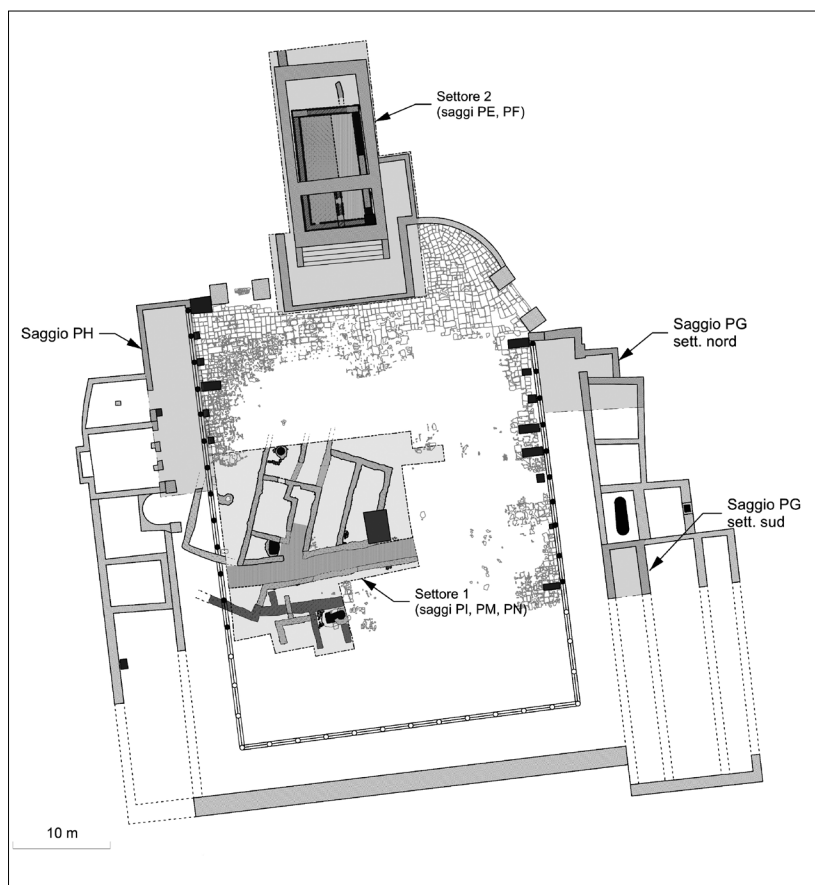 Settore 2
(saggi PE, PF)
Saggio PH
Saggio PG
sett. nord
Saggio PG
sett. sud
Settore 1
(saggi PI, PM, PN)
10 m